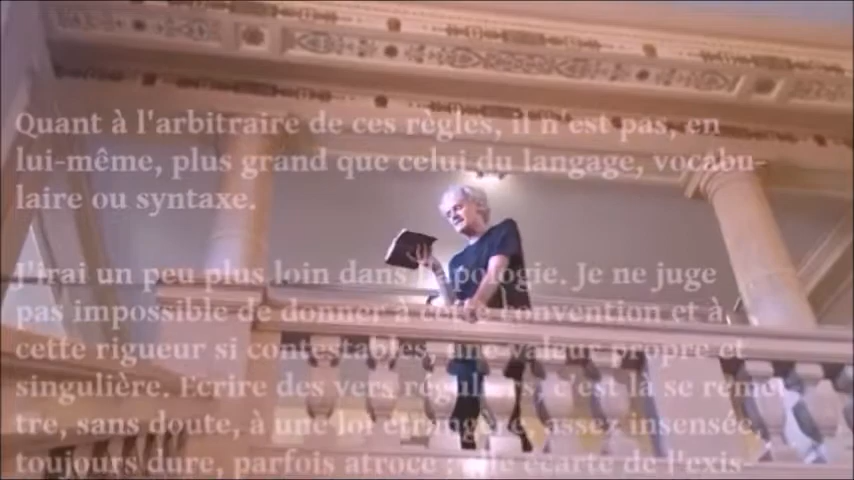 Quant à l'arbitraire de ces règles, il n'est pas, en
lui-même, plus grand que celui du langage, vocabu-
laire ou syntaxe.
J'irai un peu plus loin dans l'apologie. Je ne juge
pas impossible de donner à cette convention et à
cette rigueur si contestables, une valeur propre et
singulière. Ecrire des vers réguliers, c'est là se remet-
tre, sans doute, à une loi étrangère, assez insensée,
toujours dure, parfois atroce ; elle écarte de l'exis-